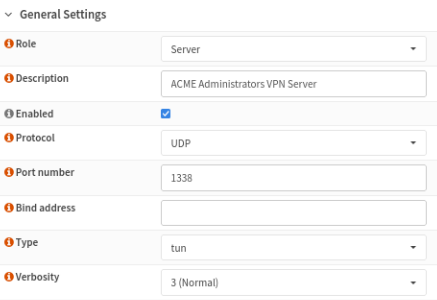 General Settings
Role
Server
Description
ACME Administrators VPN Server
Enabled
Protocol
UDP
Port number
1338
Bind address
Type
tun
Verbosity
3 (Normal)